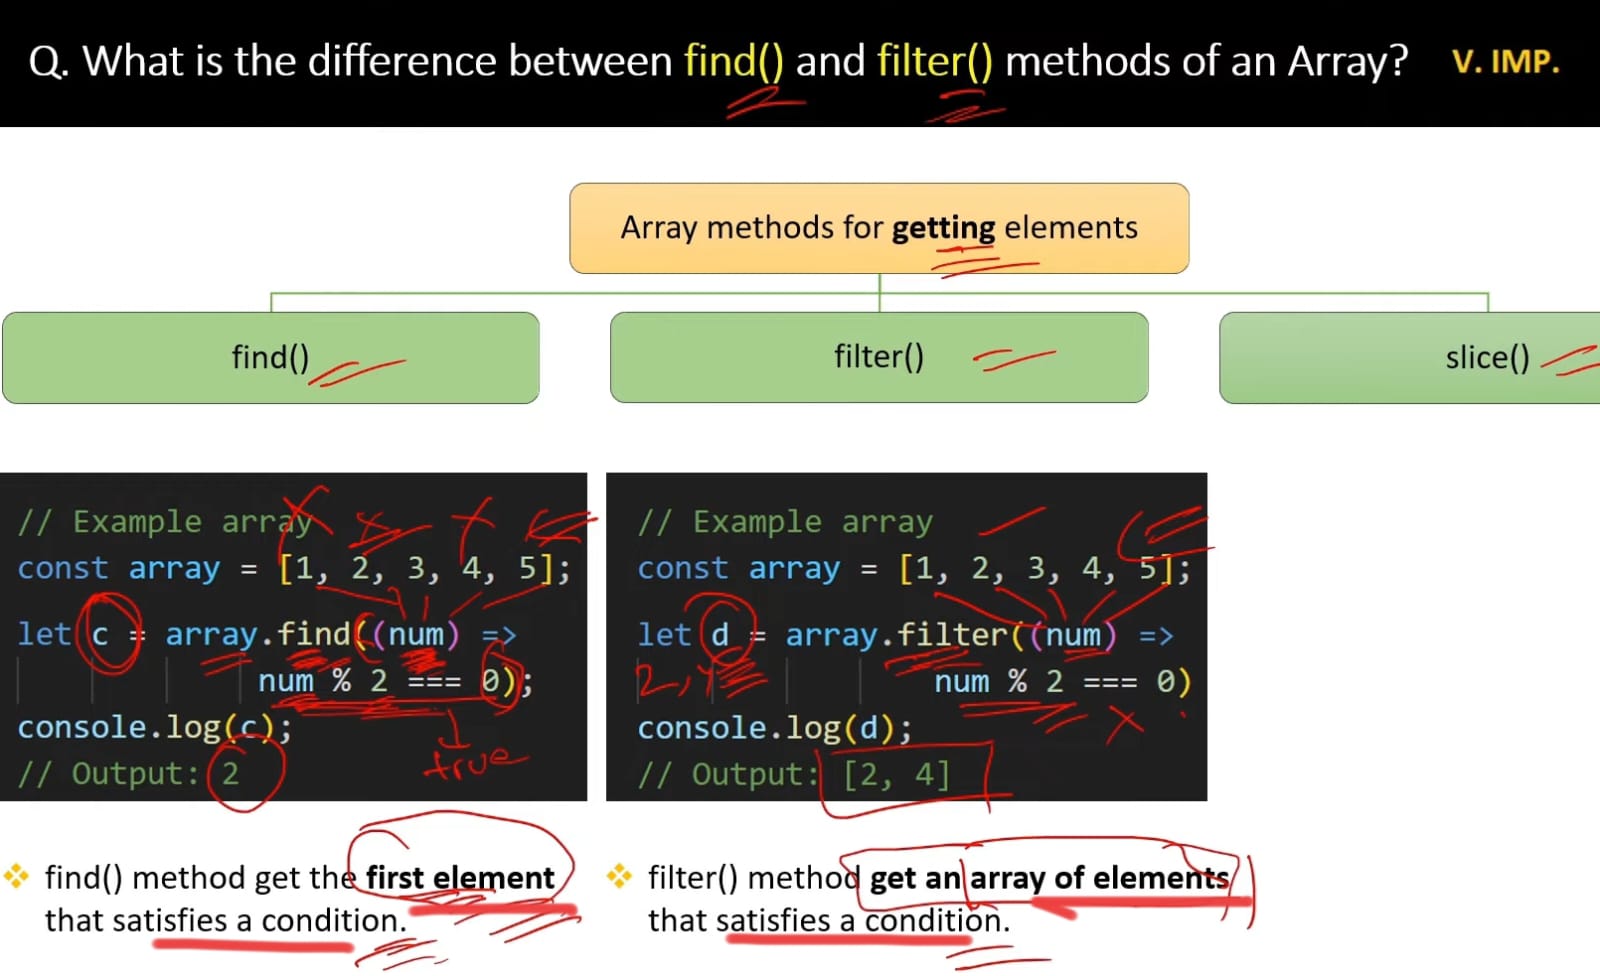 Q. What is the difference between find() and filter() methods of an Array? V. IMP.
Array methods for getting elements
find()
filter()
slice()
// Example array
const array = [1, 2, 3, 4, 5];
let c = array.find((num) =>
num % 2 === 0);
console.log(c);
// Output: 2
true
❖ find() method get the first element
that satisfies a condition.
// Example array
const array = [1, 2, 3, 4, 5];
let d = array.filter((num) =>
2,4
num % 2 === 0)
console.log(d);
// Output: [2, 4]
❖ filter() method get an array of elements
that satisfies a condition.